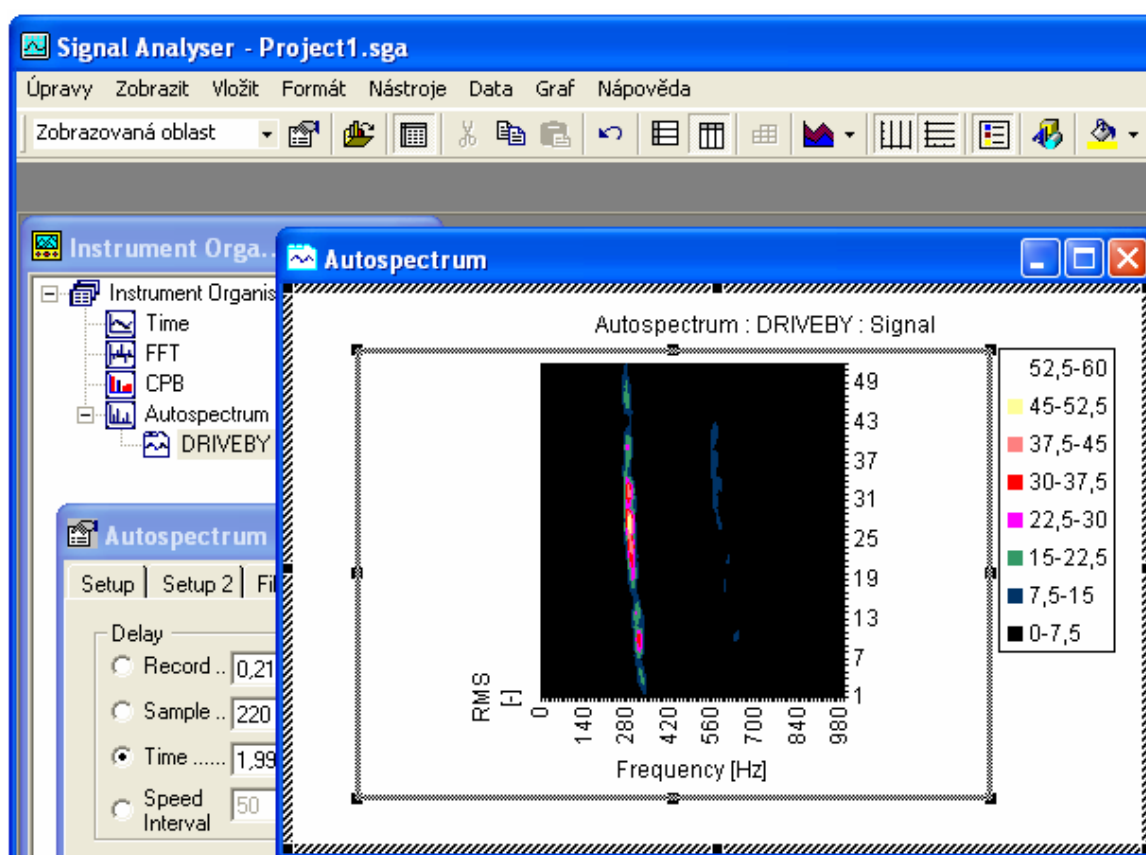 Signal Analyser - Project1.sga
Úpravy Zobrazit Vložit Formát Nástroje Data Graf Nápověda
Zobrazovaná oblast
Instrument Orga..
Instrument Organis
Time
FFT
CPB
Autospectrum
DRIVEBY
Autospectrum
Setup Setup 2 Fil
Delay
Record .. 0,21
Sample .. 220
Time ...... 1,99
Speed Interval 50
Autospectrum
Autospectrum : DRIVEBY : Signal
52,5-60
45-52,5
37,5-45
30-37,5
22,5-30
15-22,5
7,5-15
0-7,5
49
43
37
31
25
19
13
7
1
RMS
[-]
0 140 280 420 560 700 840 980
Frequency [Hz]